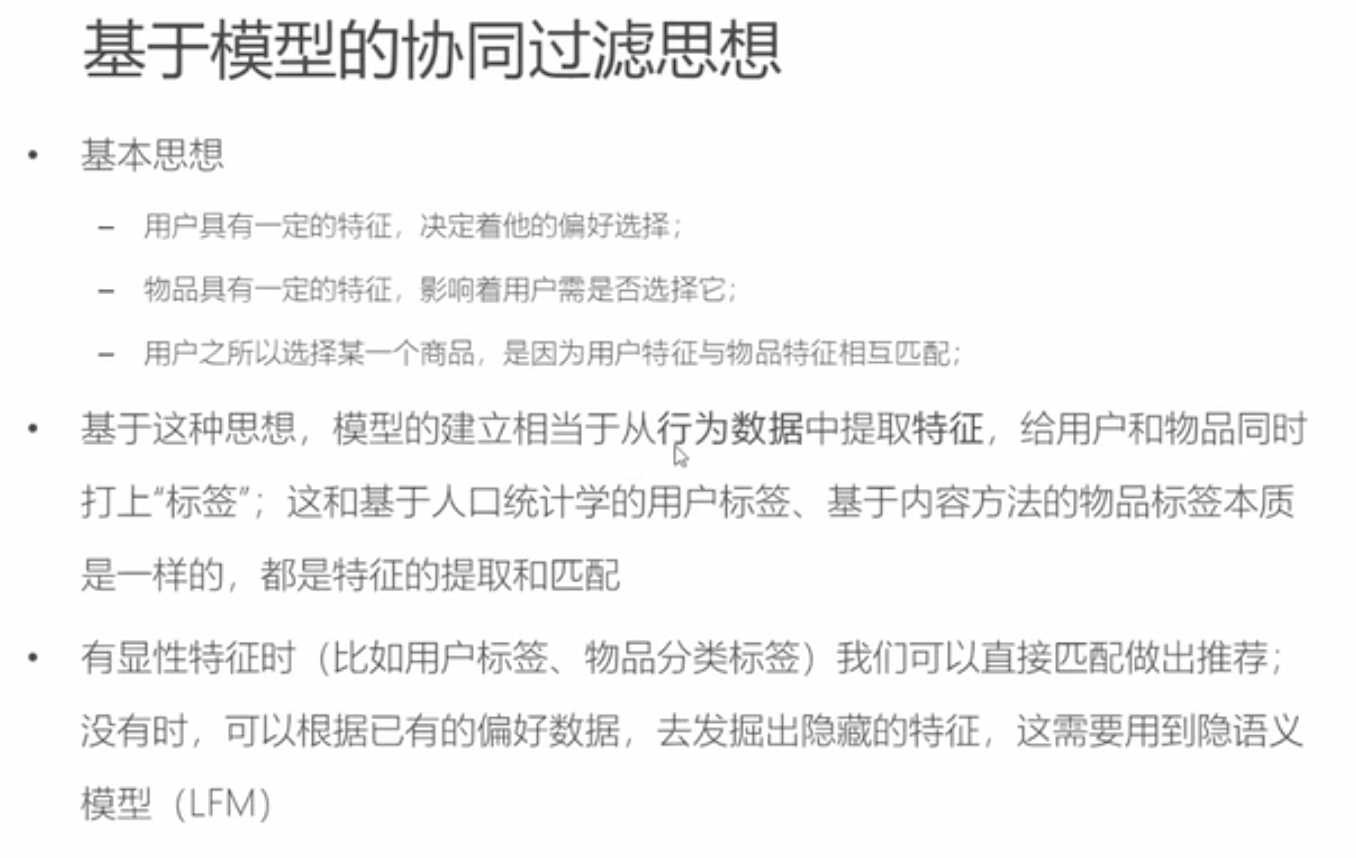 基于模型的协同过滤思想
• 基本思想
– 用户具有一定的特征，决定着他的偏好选择；
– 物品具有一定的特征，影响着用户需是否选择它；
– 用户之所以选择某一个商品，是因为用户特征与物品特征相互匹配；
• 基于这种思想，模型的建立相当于从行为数据中提取特征，给用户和物品同时
打上“标签”；这和基于人口统计学的用户标签、基于内容方法的物品标签本质
是一样的，都是特征的提取和匹配
• 有显性特征时（比如用户标签、物品分类标签）我们可以直接匹配做出推荐；
没有时，可以根据已有的偏好数据，去发掘出隐藏的特征，这需要用到隐语义
模型（LFM）